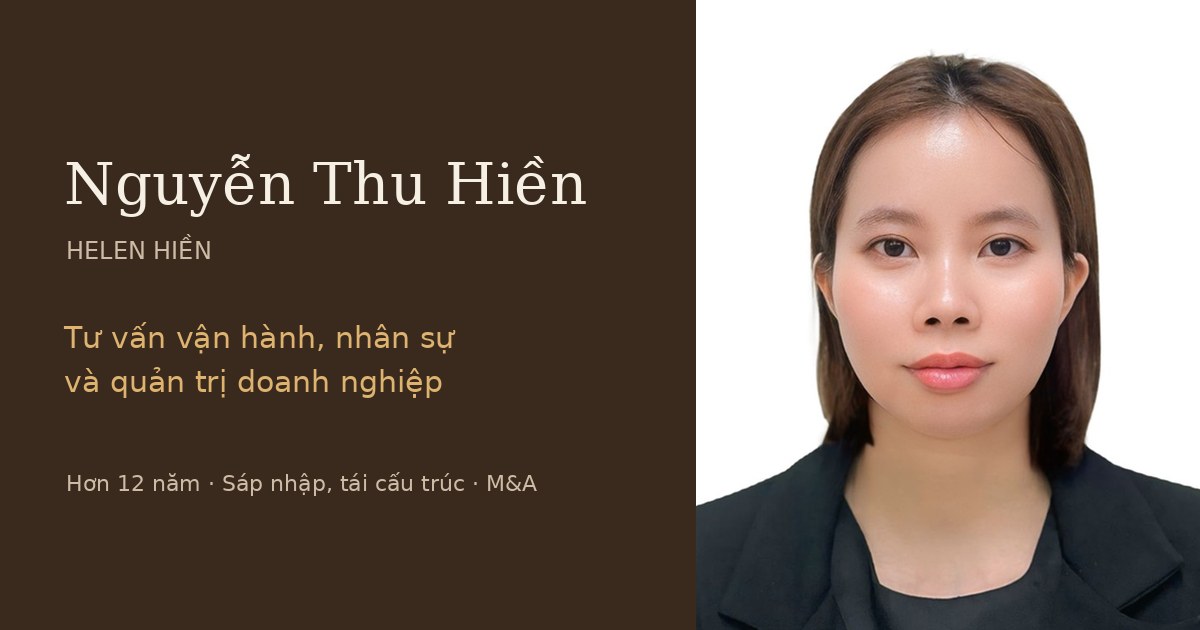 Nguyễn Thu Hiền
HELEN HIỀN
Tư vấn vận hành, nhân sự
và quản trị doanh nghiệp
Hơn 12 năm · Sáp nhập, tái cấu trúc · M&A